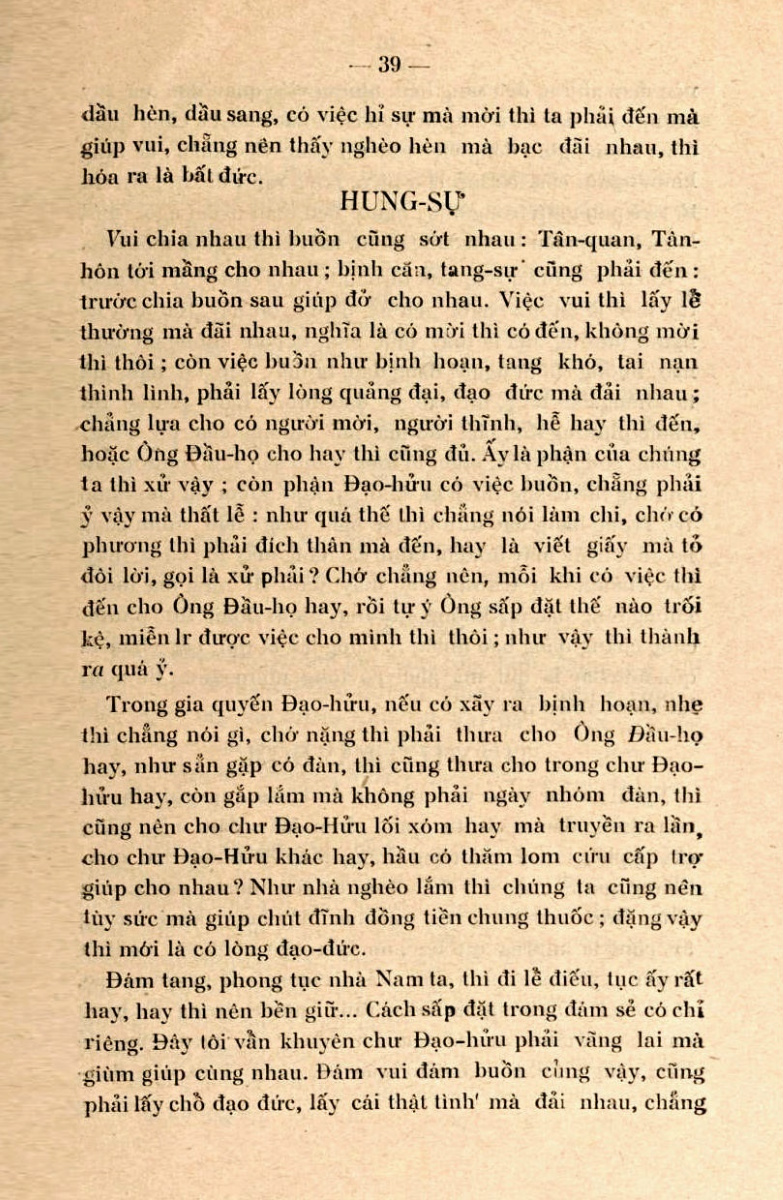 — 39 —
dầu hèn, dầu sang, có việc hỉ sự mà mời thì ta phải đến mà
giúp vui, chẵng nên thấy nghèo hèn mà bạc đãi nhau, thì
hóa ra là bất đức.
HUNG-SỰ
Vui chia nhau thì buồn cũng sớt nhau : Tân-quan, Tân-
hôn tới mầng cho nhau ; bịnh căn, tang-sự cũng phải đến :
trước chia buồn sau giúp đở cho nhau. Việc vui thì lấy lễ
thường mà đãi nhau, nghĩa là có mời thì có đến, không mời
thì thôi ; còn việc buồn như bịnh hoạn, tang khó, tai nạn
thình lình, phải lấy lòng quảng đại, đạo đức mà đải nhau ;
chẳng lựa cho có người mời, người thĩnh, hễ hay thì đến,
hoặc Ông Đầu-họ cho hay thì cũng đủ. Ấy là phận của chúng
ta thì xử vậy ; còn phận Đạo-hửu có việc buồn, chẵng phải
ỷ vậy mà thất lễ : như quá thế thì chẳng nói làm chi, chớ có
phương thì phải đích thân mà đến, hay là viết giấy mà tỏ
đôi lời, gọi là xử phải ? Chớ chẳng nên, mỗi khi có việc thì
đến cho Ông Đầu-họ hay, rồi tự ý Ông sấp đặt thế nào trối
kệ, miễn lr được việc cho mình thì thôi ; như vậy thì thành
ra quá ỷ.
Trong gia quyến Đạo-hửu, nếu có xãy ra bịnh hoạn, nhẹ
thì chẳng nói gì, chớ nặng thì phải thưa cho Ông Đầu-họ
hay, như sẳn gặp có đàn, thì cũng thưa cho trong chư Đạo-
hửu hay, còn gắp lắm mà không phải ngày nhóm đàn, thì
cũng nên cho chư Đạo-Hửu lối xóm hay mà truyền ra lần,
cho chư Đạo-Hửu khác hay, hầu có thăm lom cứu cấp trợ
giúp cho nhau ? Như nhà nghèo lắm thì chúng ta cũng nên
tùy sức mà giúp chút đĩnh đồng tiền chung thuốc ; đặng vậy
thì mới là có lòng đạo-đức.
Đám tang, phong tục nhà Nam ta, thì đi lễ điếu, tục ấy rất
hay, hay thì nên bền giữ... Cách sấp đặt trong đám sẻ có chỉ
riêng. Đây tôi vẩn khuyên chư Đạo-hửu phải vãng lai mà
giùm giúp cùng nhau. Đám vui đám buồn cũng vậy, cũng
phải lấy chổ đạo đức, lấy cái thật tình mà đải nhau, chẳng